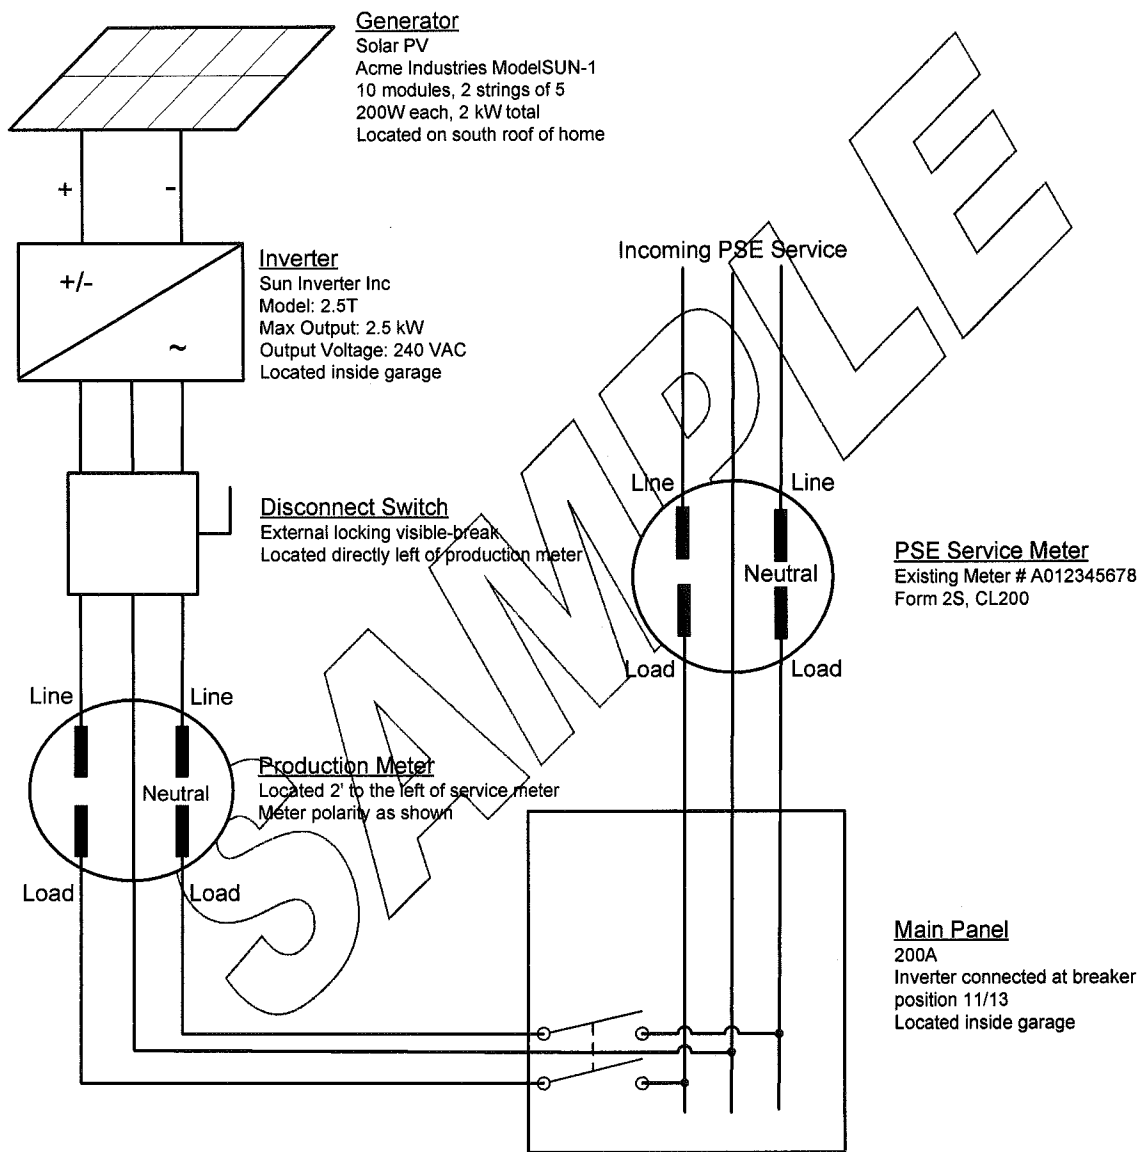 Generator
Solar PV
Acme Industries ModelSUN-1
10 modules, 2 strings of 5
200W each, 2 kW total
Located on south roof of home
+
-
+/-
~
Inverter
Sun Inverter Inc
Model: 2.5T
Max Output: 2.5 kW
Output Voltage: 240 VAC
Located inside garage
Incoming PSE Service
Disconnect Switch
External locking visible-break
Located directly left of production meter
Line
Line
Neutral
Load
Load
PSE Service Meter
Existing Meter # A012345678
Form 2S, CL200
Line
Line
Neutral
Load
Load
Production Meter
Located 2' to the left of service meter
Meter polarity as shown
Main Panel
200A
Inverter connected at breaker
position 11/13
Located inside garage
SAMPLE